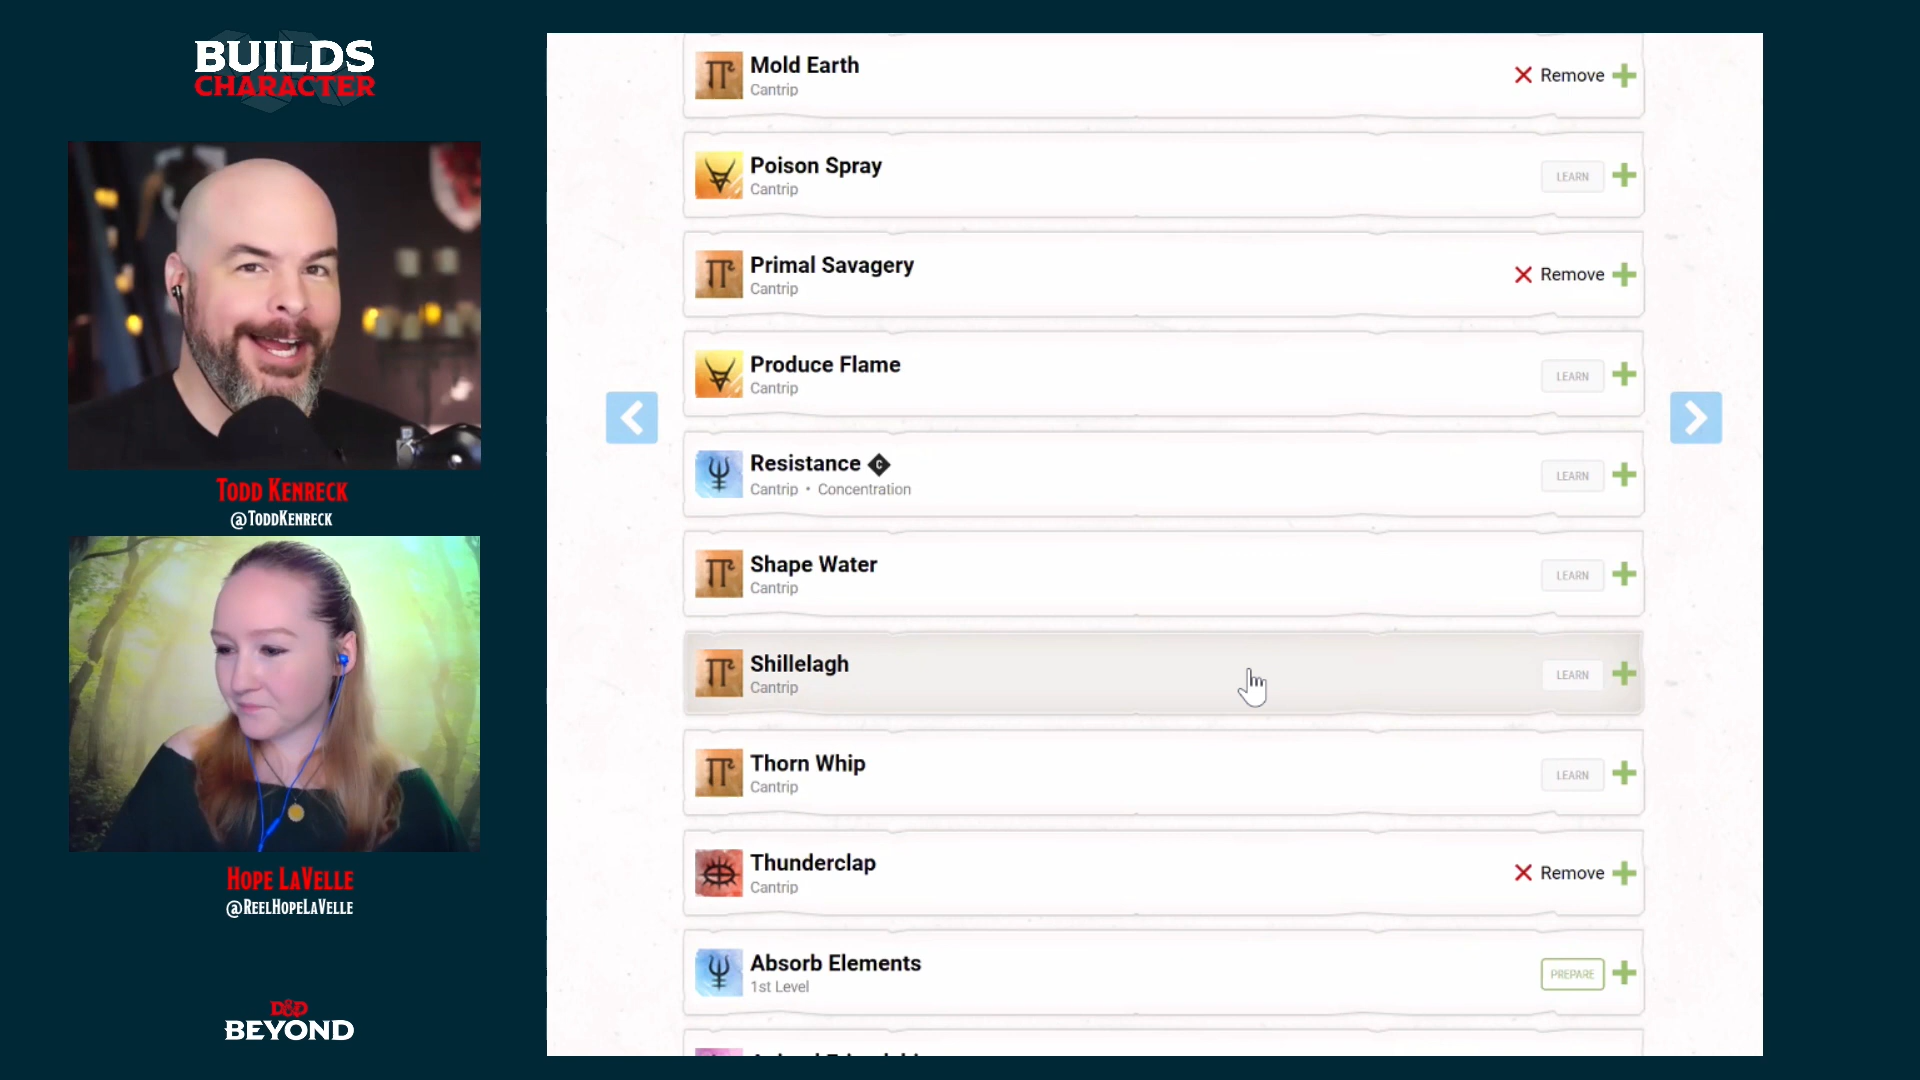 BUILDS
CHARACTER
TODD KENRECK
@TODDKENRECK
HOPE LAVELLE
@REELHOPELAVELLE
D&D
BEYOND
Mold Earth
Cantrip
Remove
Poison Spray
Cantrip
LEARN
Primal Savagery
Cantrip
Remove
Produce Flame
Cantrip
LEARN
Resistance C
Cantrip • Concentration
LEARN
Shape Water
Cantrip
LEARN
Shillelagh
Cantrip
LEARN
Thorn Whip
Cantrip
LEARN
Thunderclap
Cantrip
Remove
Absorb Elements
1st Level
PREPARE